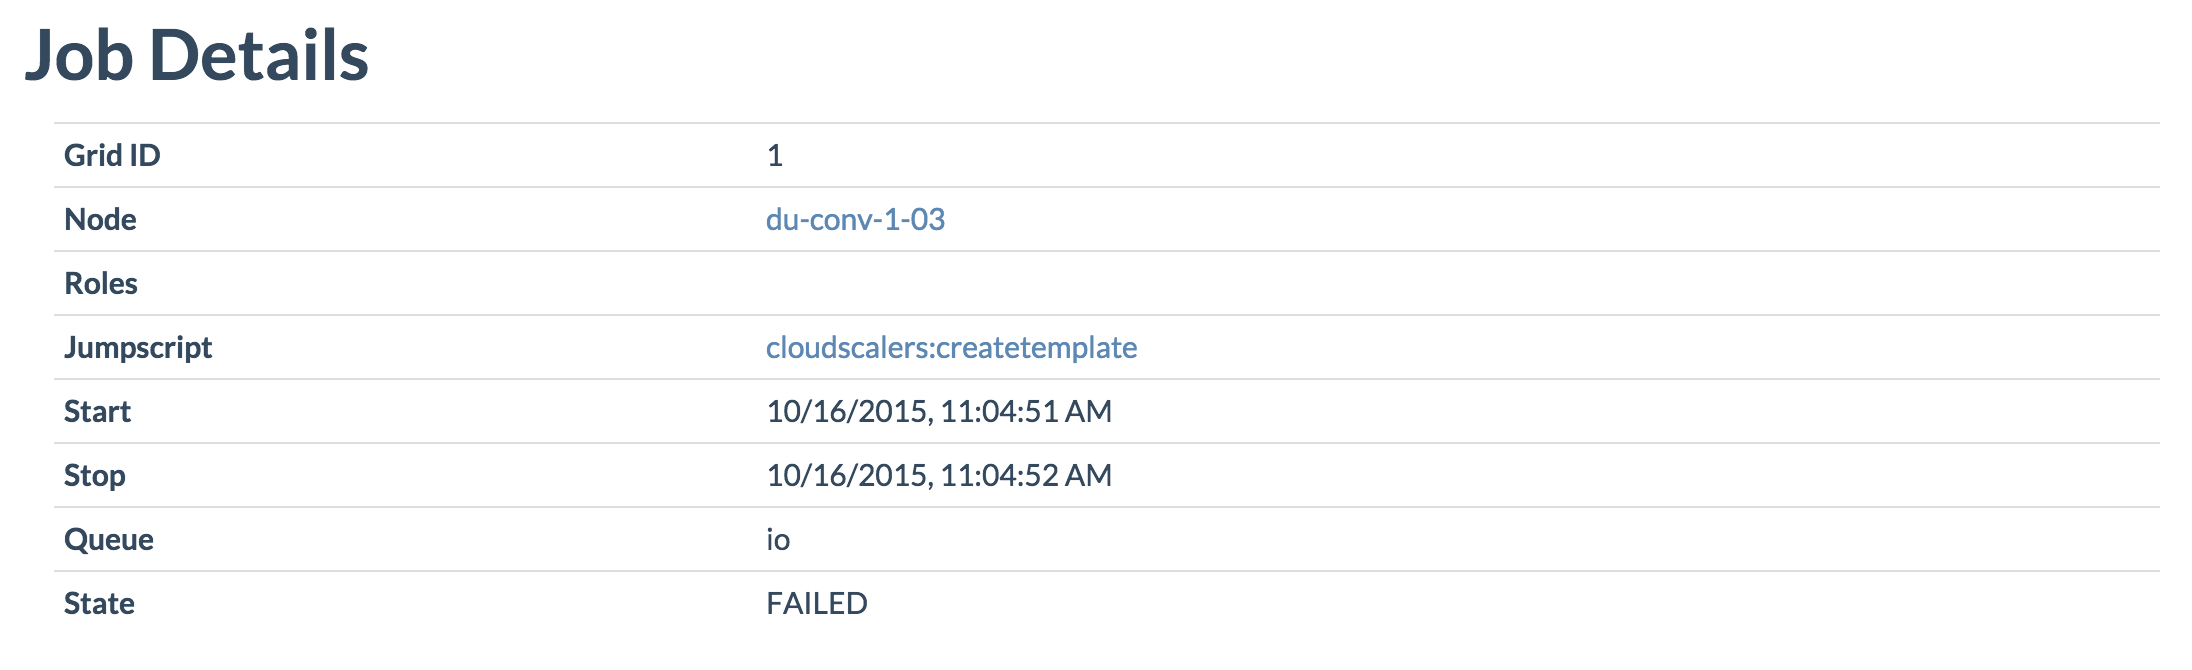 Job Details
Grid ID 1
Node du-conv-1-03
Roles
Jumpscript cloudscalers:createtemplate
Start 10/16/2015, 11:04:51 AM
Stop 10/16/2015, 11:04:52 AM
Queue io
State FAILED